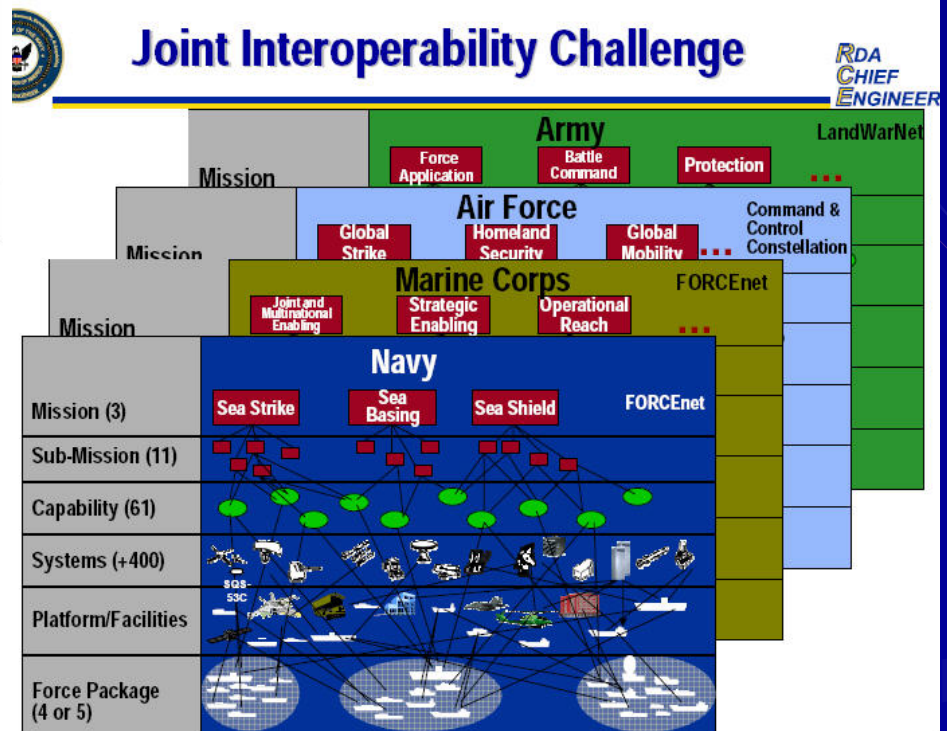 Joint Interoperability Challenge
RDA
CHIEF
ENGINEER
Army
LandWarNet
Mission
Force
Application
Battle
Command
Protection
...
Air Force
Command &
Control
Constellation
Mission
Global
Strike
Homeland
Security
Global
Mobility
...
Marine Corps
FORCEnet
Mission
Joint and
Multinational
Enabling
Strategic
Enabling
Operational
Reach
...
Navy
FORCEnet
Mission (3)
Sea Strike
Sea
Basing
Sea Shield
Sub-Mission (11)
Capability (61)
Systems (+400)
SQS-
53C
Platform/Facilities
Force Package
(4 or 5)